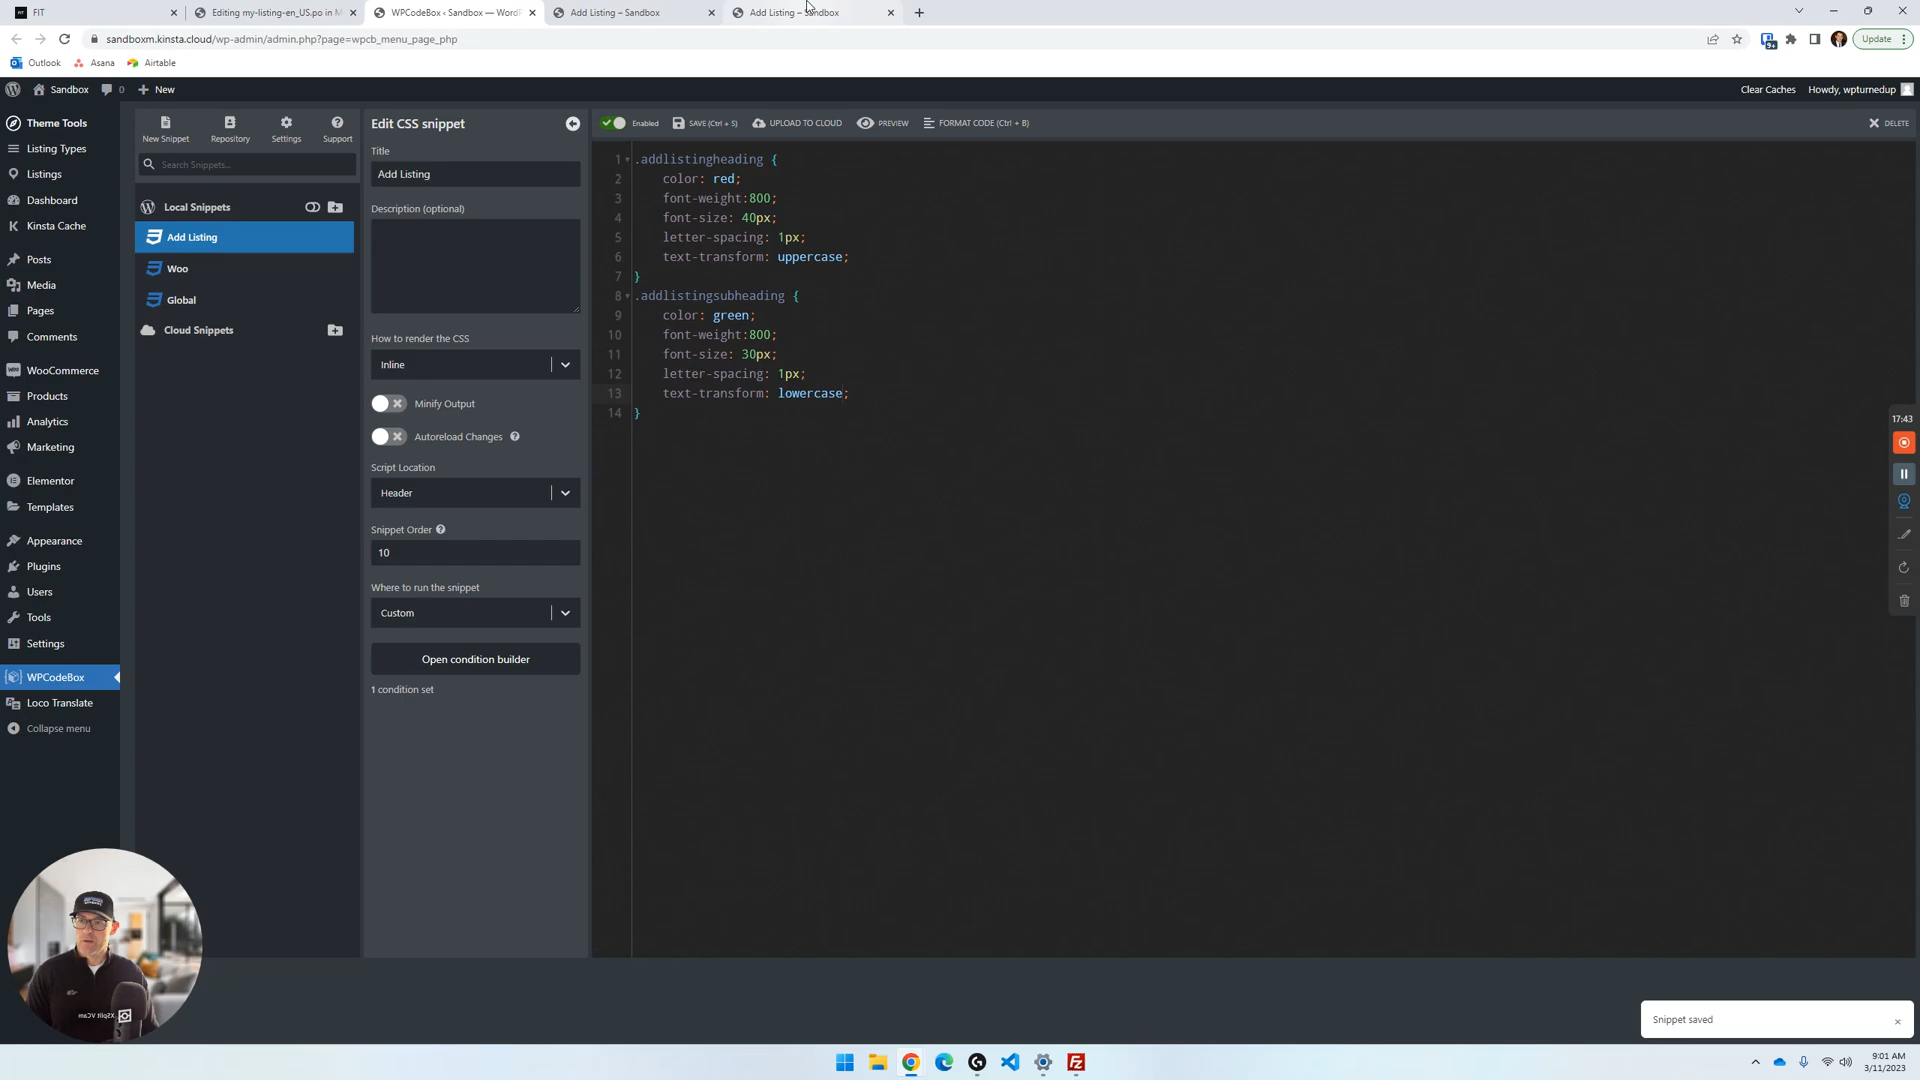 FIT
Editing my-listing-en_US.po in M
WPCodeBox ‹ Sandbox — WordP
Add Listing – Sandbox
Add Listing – Sandbox
sandboxm.kinsta.cloud/wp-admin/admin.php?page=wpcb_menu_page_php
9+
Update
Outlook
Asana
Airtable
Sandbox
0
New
Clear Caches
Howdy, wpturnedup
Theme Tools
Listing Types
Listings
Dashboard
Kinsta Cache
Posts
Media
Pages
Comments
WooCommerce
Products
Analytics
Marketing
Elementor
Templates
Appearance
Plugins
Users
Tools
Settings
WPCodeBox
Loco Translate
Collapse menu
New Snippet
Repository
Settings
Support
Search Snippets...
Local Snippets
Add Listing
Woo
Global
Cloud Snippets
Edit CSS snippet
Title
Add Listing
Description (optional)
How to render the CSS
Inline
Minify Output
Autoreload Changes
Script Location
Header
Snippet Order
10
Where to run the snippet
Custom
Open condition builder
1 condition set
Enabled
SAVE (Ctrl + S)
UPLOAD TO CLOUD
PREVIEW
FORMAT CODE (Ctrl + B)
DELETE
1 .addlistingheading {
2 color: red;
3 font-weight:800;
4 font-size: 40px;
5 letter-spacing: 1px;
6 text-transform: uppercase;
7 }
8 .addlistingsubheading {
9 color: green;
10 font-weight:800;
11 font-size: 30px;
12 letter-spacing: 1px;
13 text-transform: lowercase;
14 }
17:43
XSplit VCam
Snippet saved
9:01 AM
3/11/2023